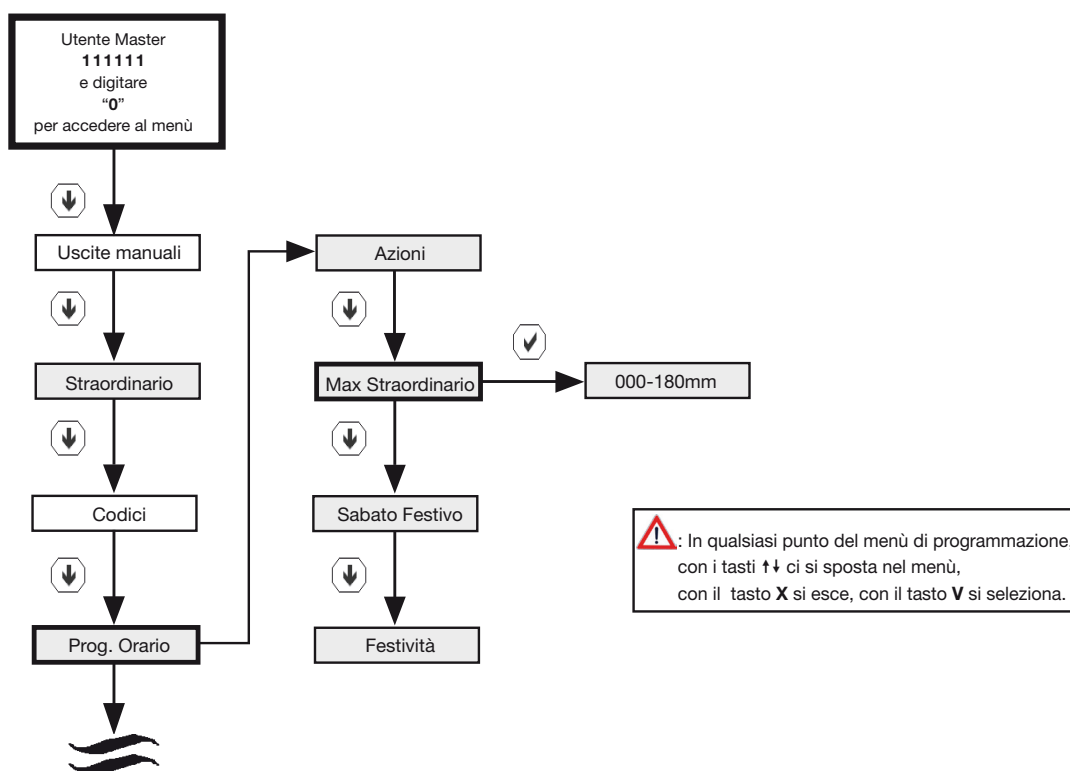 Utente Master
111111
e digitare
“0”
per accedere al menù
Uscite manuali
Straordinario
Codici
Prog. Orario
Azioni
Max Straordinario
000-180mm
Sabato Festivo
Festività
: In qualsiasi punto del menù di programmazione,
con i tasti ↑↓ ci si sposta nel menù,
con il tasto X si esce, con il tasto V si seleziona.